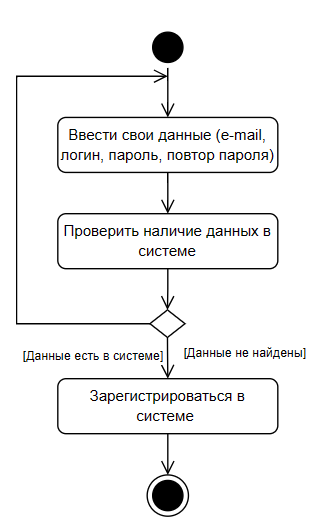 Ввести свои данные (e-mail,
логин, пароль, повтор пароля)
Проверить наличие данных в
системе
[Данные есть в системе]
[Данные не найдены]
Зарегистрироваться в
системе